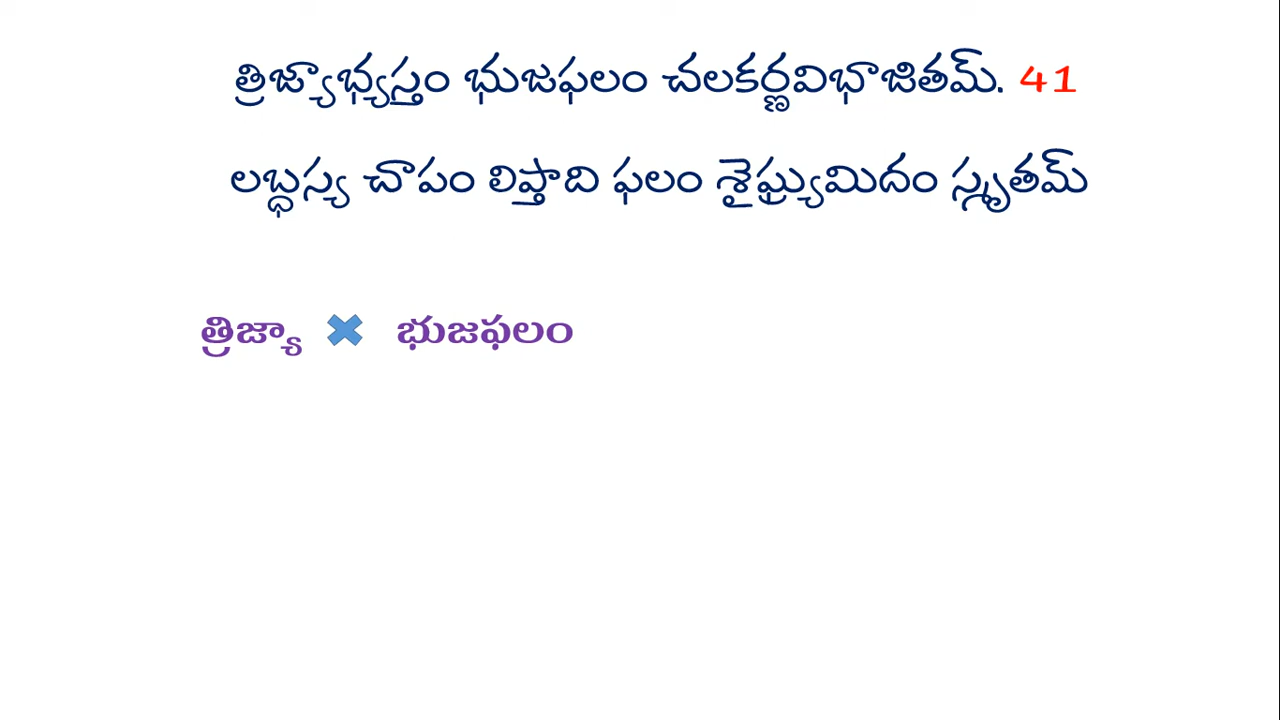 త్రిజ్యాభ్యస్తం భుజఫలం చలకర్ణవిభాజితమ్. 41
లబ్ధస్య చాపం లిప్తాది ఫలం శైఘ్ర్యమిదం స్మృతమ్
త్రిజ్యా ✖ భుజఫలం